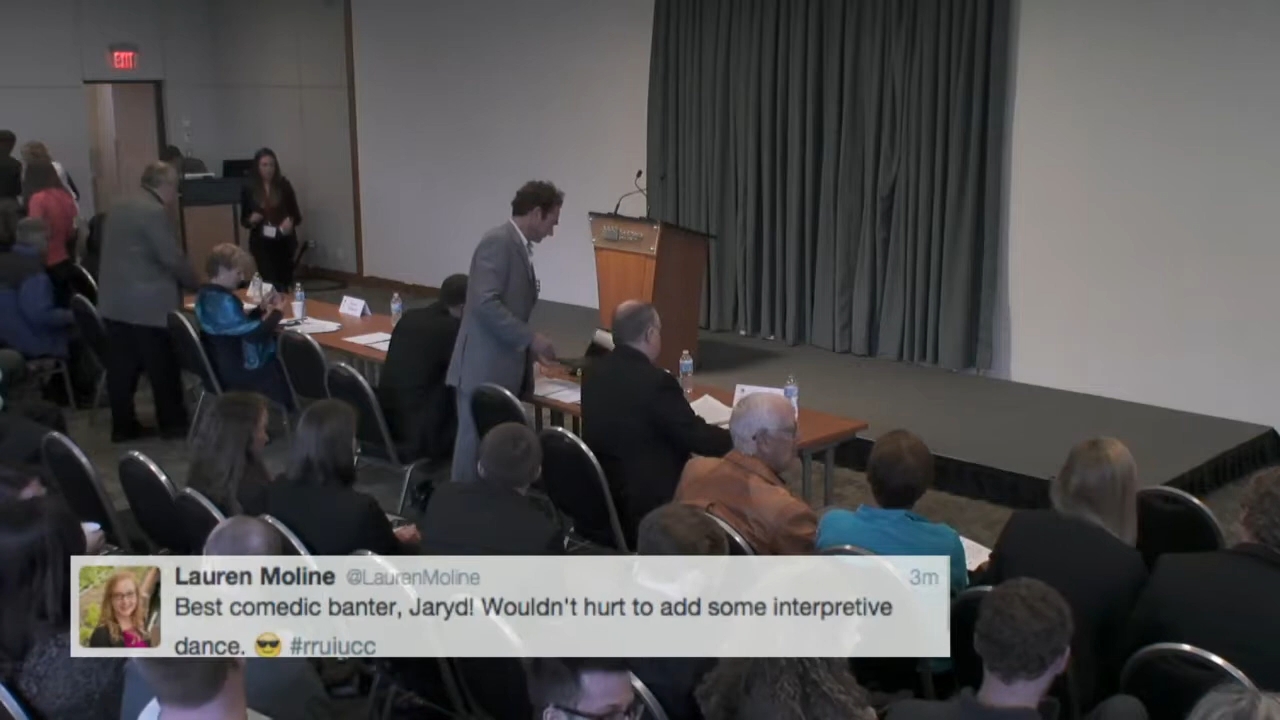 EXIT
Lauren Moline @LaurenMoline 3m
Best comedic banter, Jaryd! Wouldn't hurt to add some interpretive
dance. 😎 #rruiucc